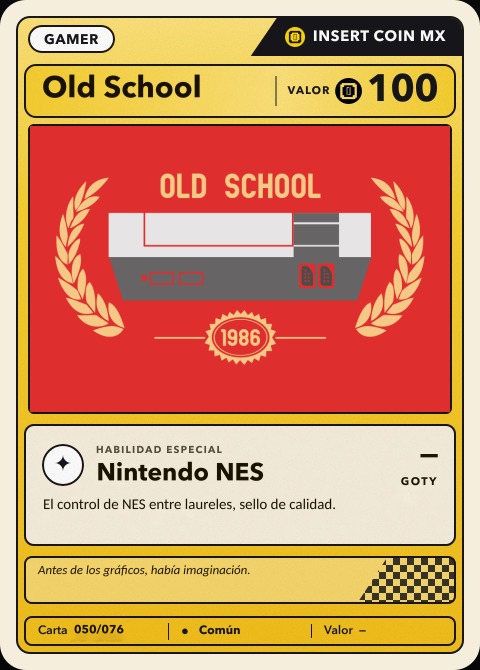 GAMER
INSERT COIN MX
Old School
VALOR 100
OLD SCHOOL
1986
HABILIDAD ESPECIAL
Nintendo NES
–
GOTY
El control de NES entre laureles, sello de calidad.
Antes de los gráficos, había imaginación.
Carta 050/076 • Común Valor –